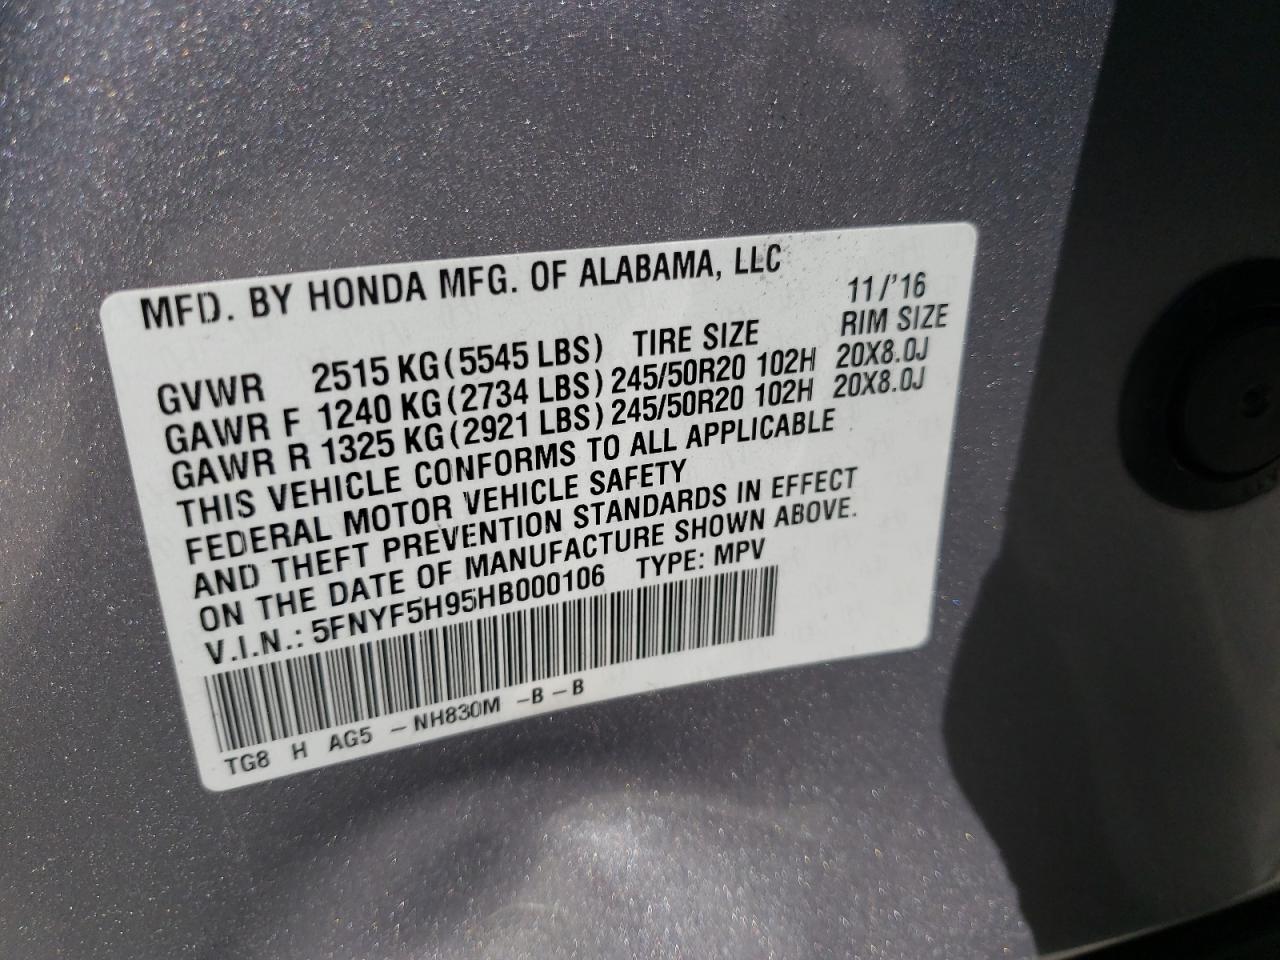 MFD. BY HONDA MFG. OF ALABAMA, LLC
11/'16
GVWR 2515 KG (5545 LBS) TIRE SIZE RIM SIZE
GAWR F 1240 KG (2734 LBS) 245/50R20 102H 20X8.0J
GAWR R 1325 KG (2921 LBS) 245/50R20 102H 20X8.0J
THIS VEHICLE CONFORMS TO ALL APPLICABLE
FEDERAL MOTOR VEHICLE SAFETY
AND THEFT PREVENTION STANDARDS IN EFFECT
ON THE DATE OF MANUFACTURE SHOWN ABOVE.
V.I.N.: 5FNYF5H95HB000106 TYPE: MPV
TG8 H AG5 -NH830M -B-B